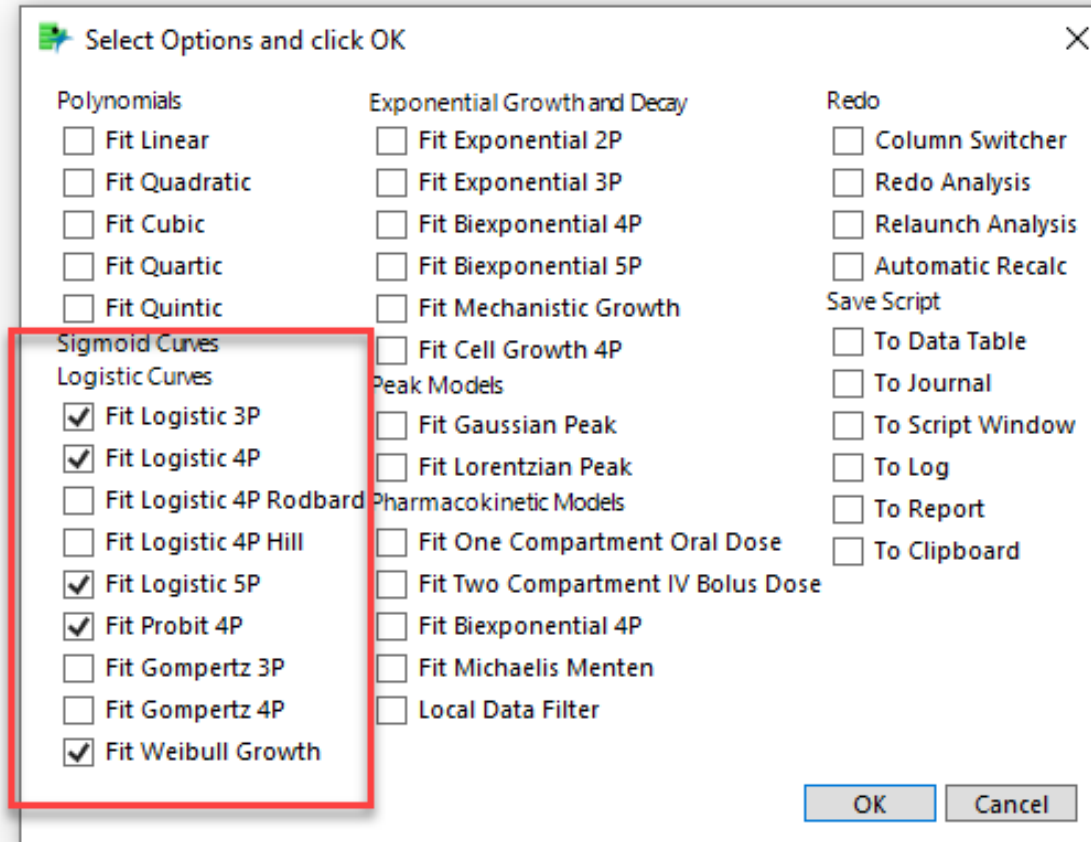 Select Options and click OK
Polynomials
Fit Linear
Fit Quadratic
Fit Cubic
Fit Quartic
Fit Quintic
Sigmoid Curves
Logistic Curves
Fit Logistic 3P
Fit Logistic 4P
Fit Logistic 4P Rodbard
Fit Logistic 4P Hill
Fit Logistic 5P
Fit Probit 4P
Fit Gompertz 3P
Fit Gompertz 4P
Fit Weibull Growth
Exponential Growth and Decay
Fit Exponential 2P
Fit Exponential 3P
Fit Biexponential 4P
Fit Biexponential 5P
Fit Mechanistic Growth
Fit Cell Growth 4P
Peak Models
Fit Gaussian Peak
Fit Lorentzian Peak
Pharmacokinetic Models
Fit One Compartment Oral Dose
Fit Two Compartment IV Bolus Dose
Fit Biexponential 4P
Fit Michaelis Menten
Local Data Filter
Redo
Column Switcher
Redo Analysis
Relaunch Analysis
Automatic Recalc
Save Script
To Data Table
To Journal
To Script Window
To Log
To Report
To Clipboard
OK
Cancel